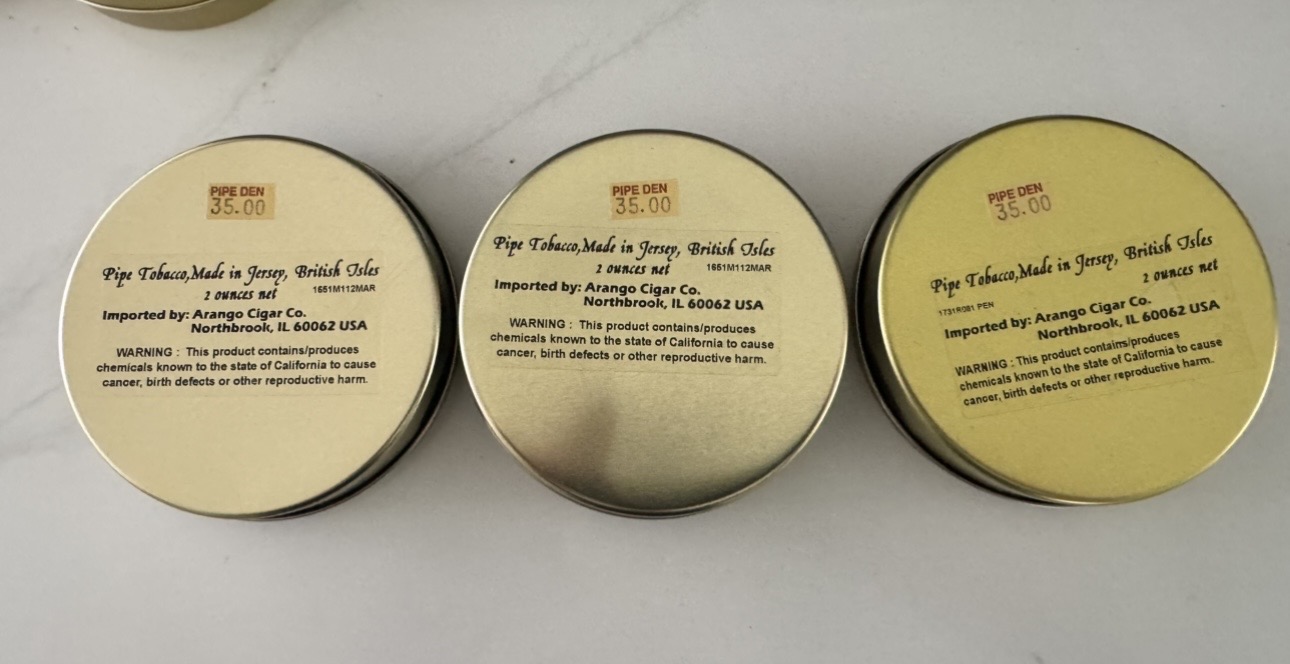 PIPE DEN
35.00
Pipe Tobacco,Made in Jersey, British Isles
2 ounces net
1651M112MAR
Imported by: Arango Cigar Co.
Northbrook, IL 60062 USA
WARNING : This product contains/produces
chemicals known to the state of California to cause
cancer, birth defects or other reproductive harm.
PIPE DEN
35.00
Pipe Tobacco,Made in Jersey, British Isles
2 ounces net
1651M112MAR
Imported by: Arango Cigar Co.
Northbrook, IL 60062 USA
WARNING : This product contains/produces
chemicals known to the state of California to cause
cancer, birth defects or other reproductive harm.
PIPE DEN
35.00
Pipe Tobacco,Made in Jersey, British Isles
2 ounces net
1731R081 PEN
Imported by: Arango Cigar Co.
Northbrook, IL 60062 USA
WARNING : This product contains/produces
chemicals known to the state of California to cause
cancer, birth defects or other reproductive harm.